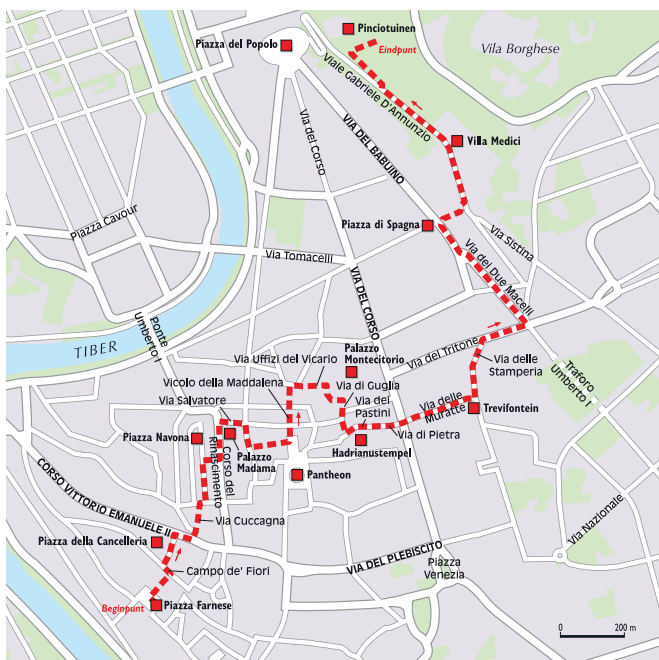 Pinciotuinen
Eindpunt
Piazza del Popolo
Vila Borghese
Viale Gabriele D'Annunzio
Via del Corso
VIA DEL BABUINO
Villa Medici
Piazza Cavour
Piazza di Spagna
Via Sistina
Via Tomacelli
Via dei Due Macelli
VIA DEL CORSO
Ponte
Umberto I
TIBER
Palazzo
Montecitorio
Via Uffizi del Vicario
Via del Tritone
Via delle
Stamperia
Traforo
Umberto I
Vicolo della Maddalena
Via di Guglia
Via Salvatore
Via dei
Pastini
Via delle
Muratte
Trevifontein
Piazza Navona
Palazzo
Madama
Corso del
Rinascimento
Via di Pietra
Hadrianustempel
Pantheon
CORSO VITTORIO EMANUELE II
Via Cuccagna
Via Nazionale
Piazza della Cancelleria
VIA DEL PLEBISCITO
Piazza
Venezia
Campo de' Fiori
Beginpunt
Piazza Farnese
0
200 m